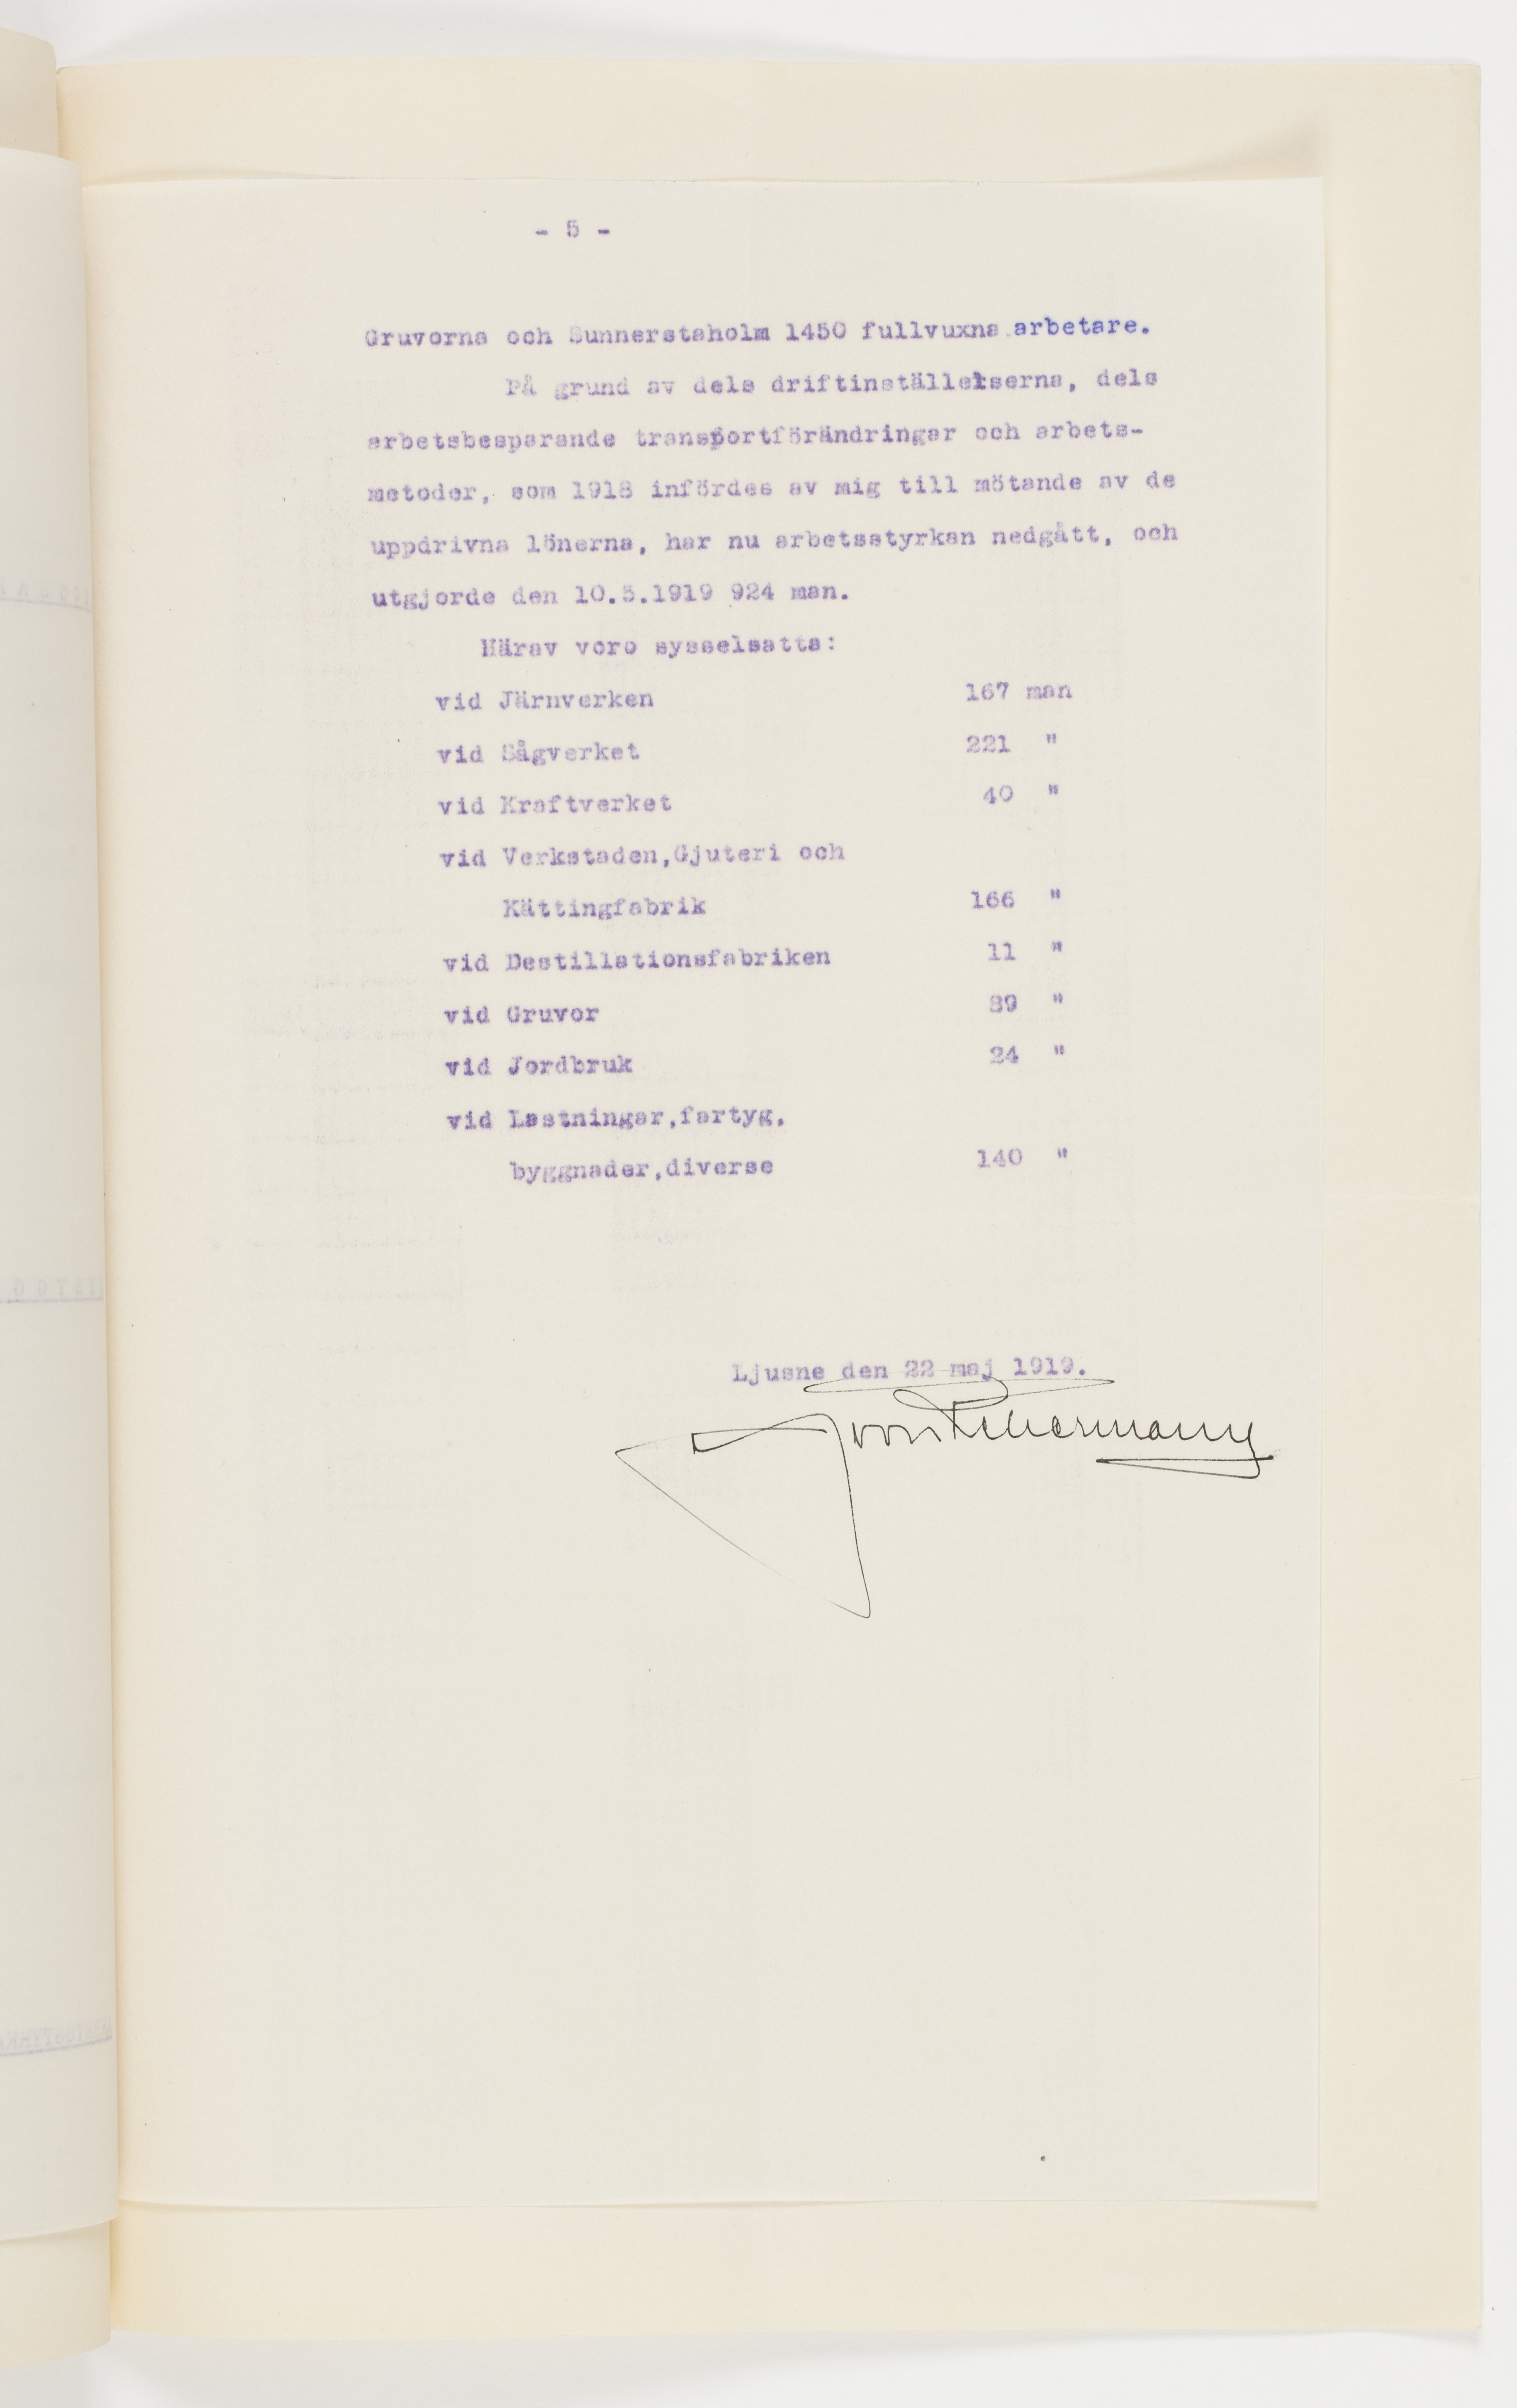 - 5 -
Gruvorna och Sunnerstaholm 1450 fullvuxna arbetare.
På grund av dels driftinställelserna, dels
arbetsbesparande transportförändringar och arbets-
metoder, som 1918 infördes av mig till mötande av de
uppdrivna lönerna, har nu arbetsstyrkan nedgått, och
utgjorde den 10.5.1919 924 man.
Härav voro sysselsatta:
vid Järnverken 167 man
vid Sågverket 221 "
vid Kraftverket 40 "
vid Verkstaden,Gjuteri och
Kättingfabrik 166 "
vid Destillationsfabriken 11 "
vid Gruvor 89 "
vid Jordbruk 24 "
vid Lastningar,fartyg,
byggnader,diverse 140 "
Ljusne den 22 maj 1919.